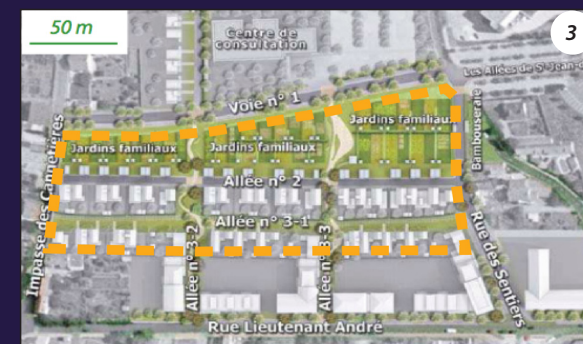 50 m
3
Centre de
consultation
Les Allées de St-Jean-d
Voie n° 1
Jardins familiaux
Jardins familiaux
Jardins familiaux
Bambouseraie
Allée n° 2
Impasse des Cannetières
Allée n° 3-1
Allée n° 3-2
Allée n° 3-3
Rue des Sentiers
Rue Lieutenant André